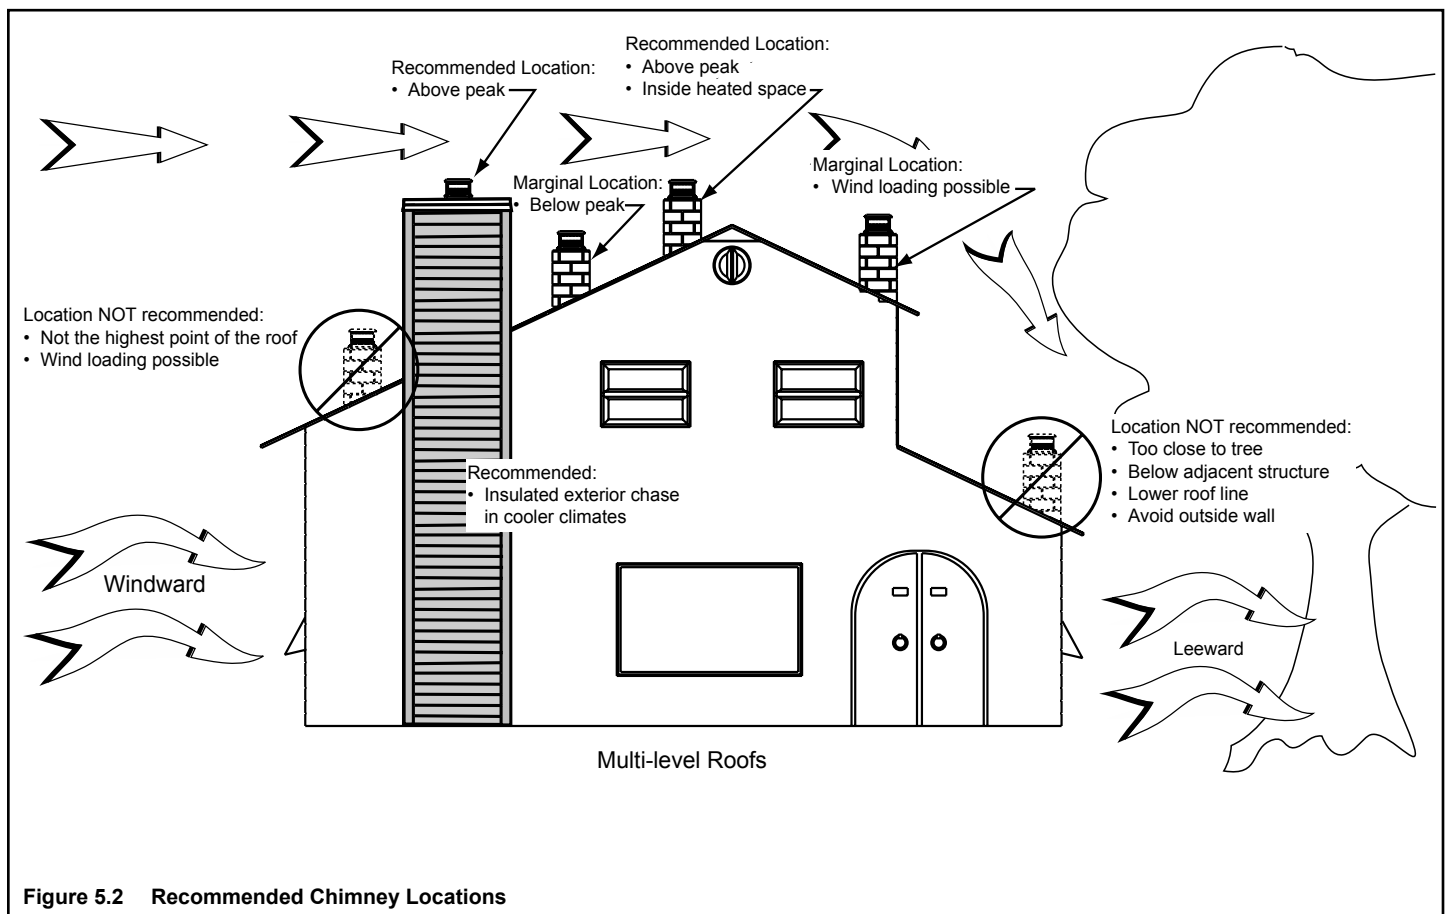 Recommended Location:
• Above peak
Recommended Location:
• Above peak
• Inside heated space
Marginal Location:
• Below peak
Marginal Location:
• Wind loading possible
Location NOT recommended:
• Not the highest point of the roof
• Wind loading possible
Recommended:
• Insulated exterior chase
in cooler climates
Location NOT recommended:
• Too close to tree
• Below adjacent structure
• Lower roof line
• Avoid outside wall
Windward
Leeward
Multi-level Roofs
Figure 5.2 Recommended Chimney Locations